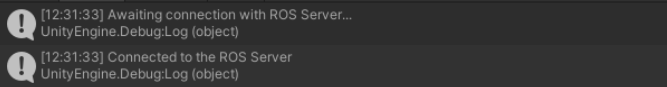 [12:31:33] Awaiting connection with ROS Server...
UnityEngine.Debug:Log (object)
[12:31:33] Connected to the ROS Server
UnityEngine.Debug:Log (object)